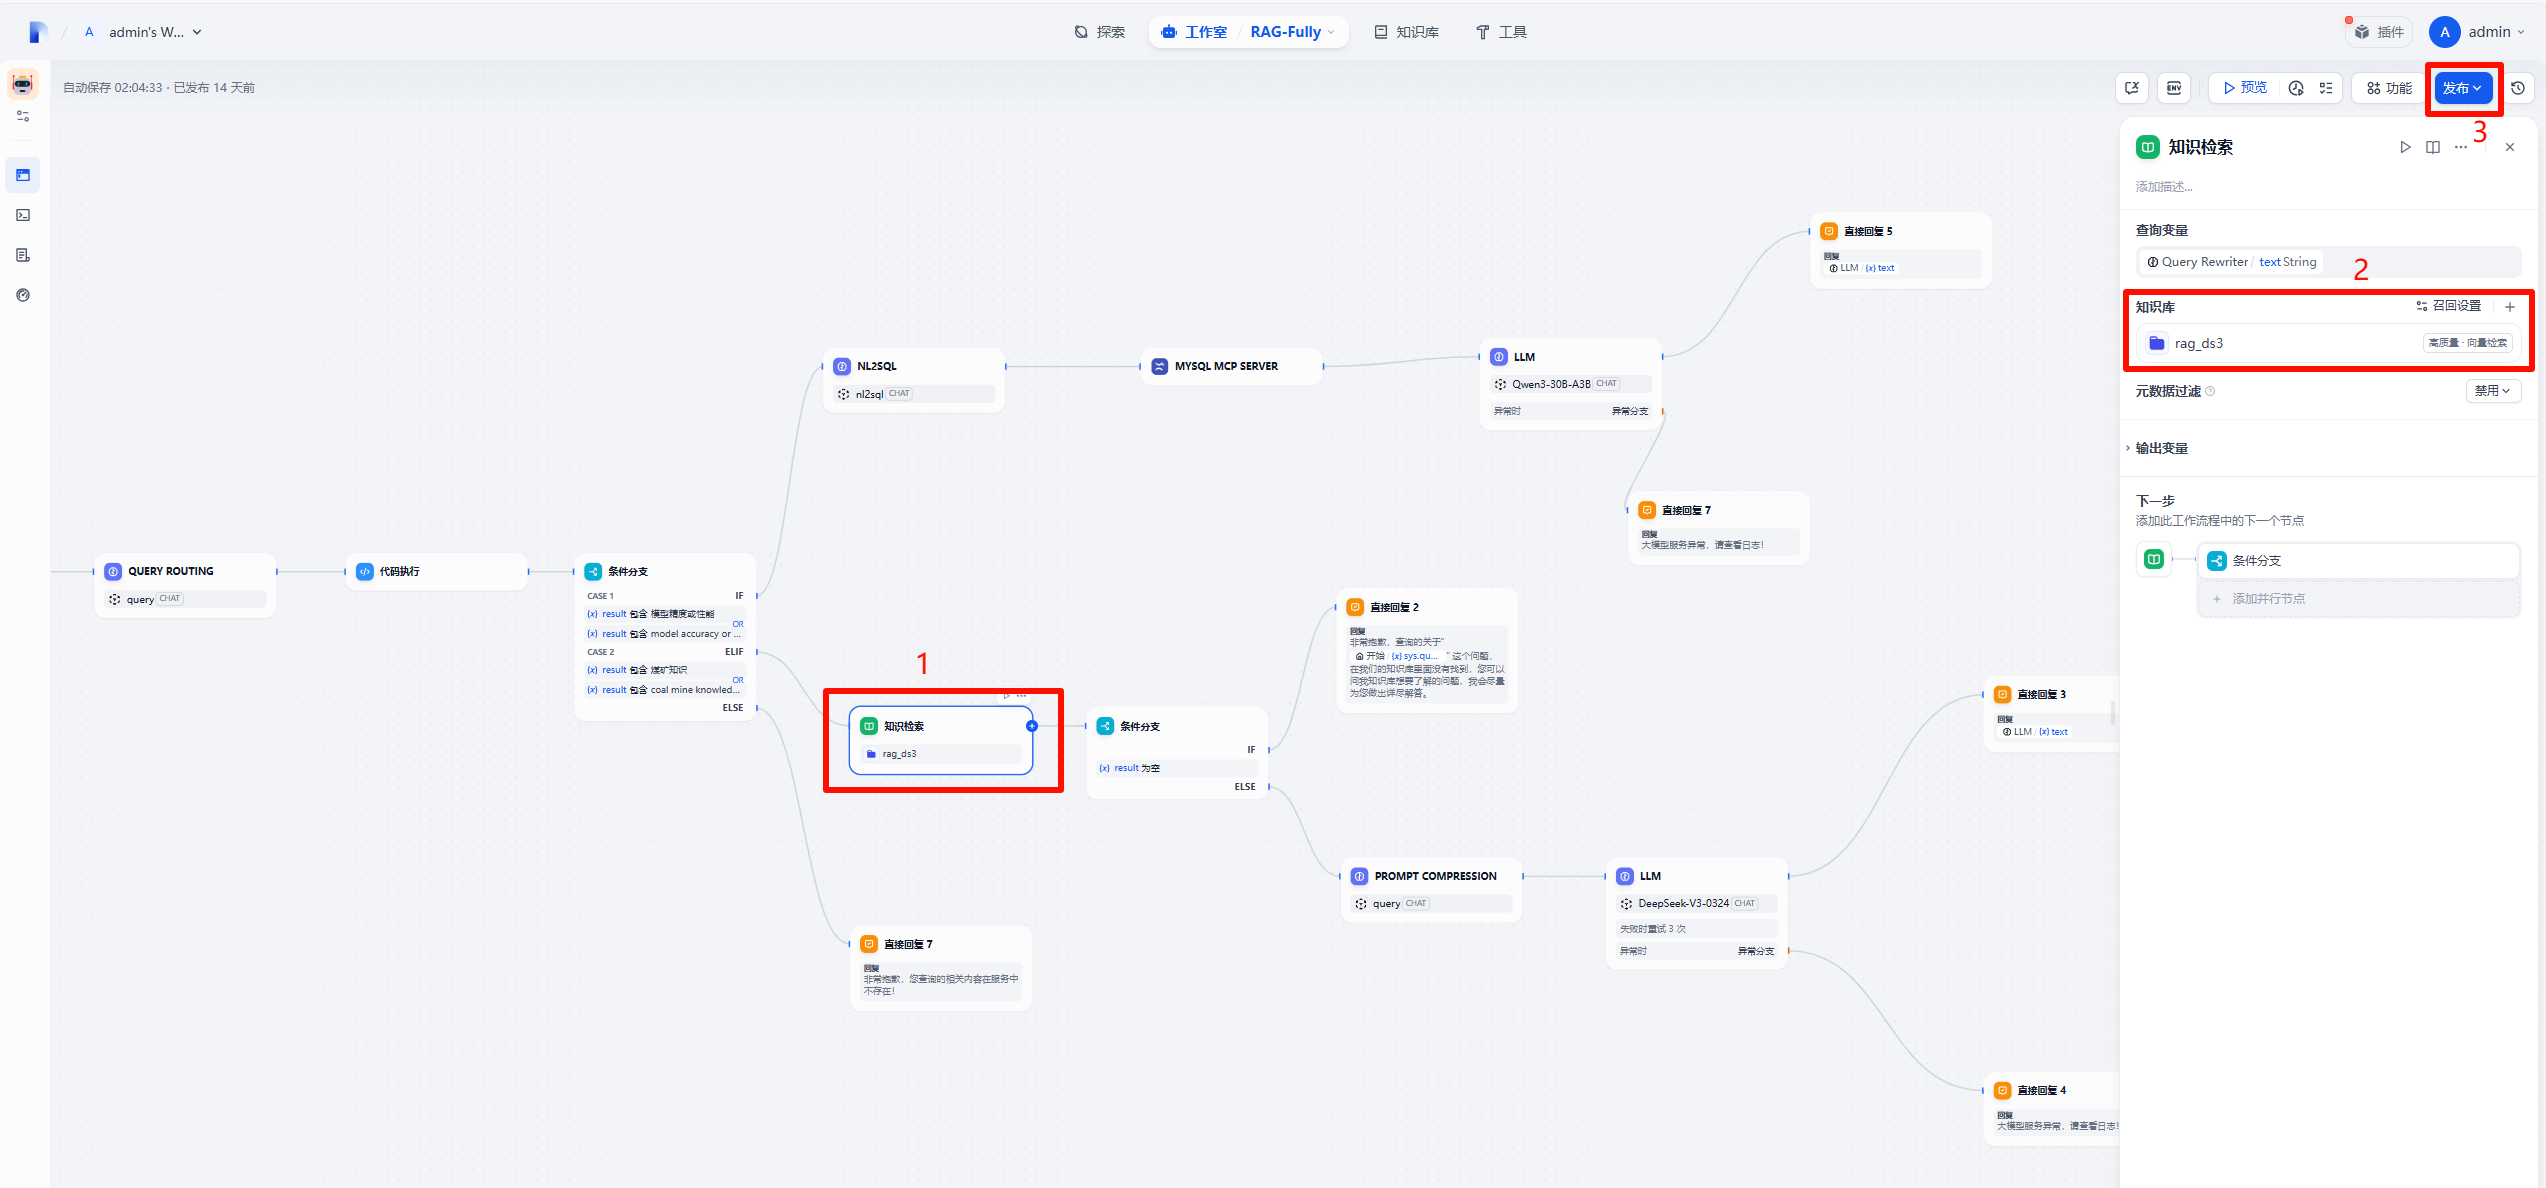 A admin's W...
探索
工作室 / RAG-Fully
知识库
工具
插件
A admin
自动保存 02:04:33 · 已发布 14 天前
ENV
预览
功能
发布
3
知识检索
添加描述...
查询变量
Query Rewriter / text String
2
知识库
召回设置
rag_ds3
高质量 · 向量检索
元数据过滤
禁用
输出变量
下一步
添加此工作流程中的下一个节点
条件分支
添加并行节点
直接回复 5
回复
LLM / {x} text
NL2SQL
nl2sql CHAT
MYSQL MCP SERVER
LLM
Qwen3-30B-A3B CHAT
异常时 异常分支
直接回复 7
回复
大模型服务异常，请查看日志！
QUERY ROUTING
query CHAT
代码执行
条件分支
CASE 1 IF
{x} result 包含 模型精度或性能
OR
{x} result 包含 model accuracy or ...
CASE 2 ELIF
{x} result 包含 煤矿知识
OR
{x} result 包含 coal mine knowled...
ELSE
1
知识检索
rag_ds3
条件分支
IF
{x} result 为空
ELSE
直接回复 2
回复
非常抱歉，查询的关于“
开始 / {x} sys.qu... ”这个问题，
在我们的知识库里面没有找到，您可以
问我知识库想要了解的问题，我会尽量
为您做出详尽解答。
直接回复 3
回复
LLM / {x} text
PROMPT COMPRESSION
query CHAT
LLM
DeepSeek-V3-0324 CHAT
失败时重试 3 次
异常时 异常分支
直接回复 7
回复
非常抱歉，您查询的相关内容在服务中
不存在！
直接回复 4
回复
大模型服务异常，请查看日志！